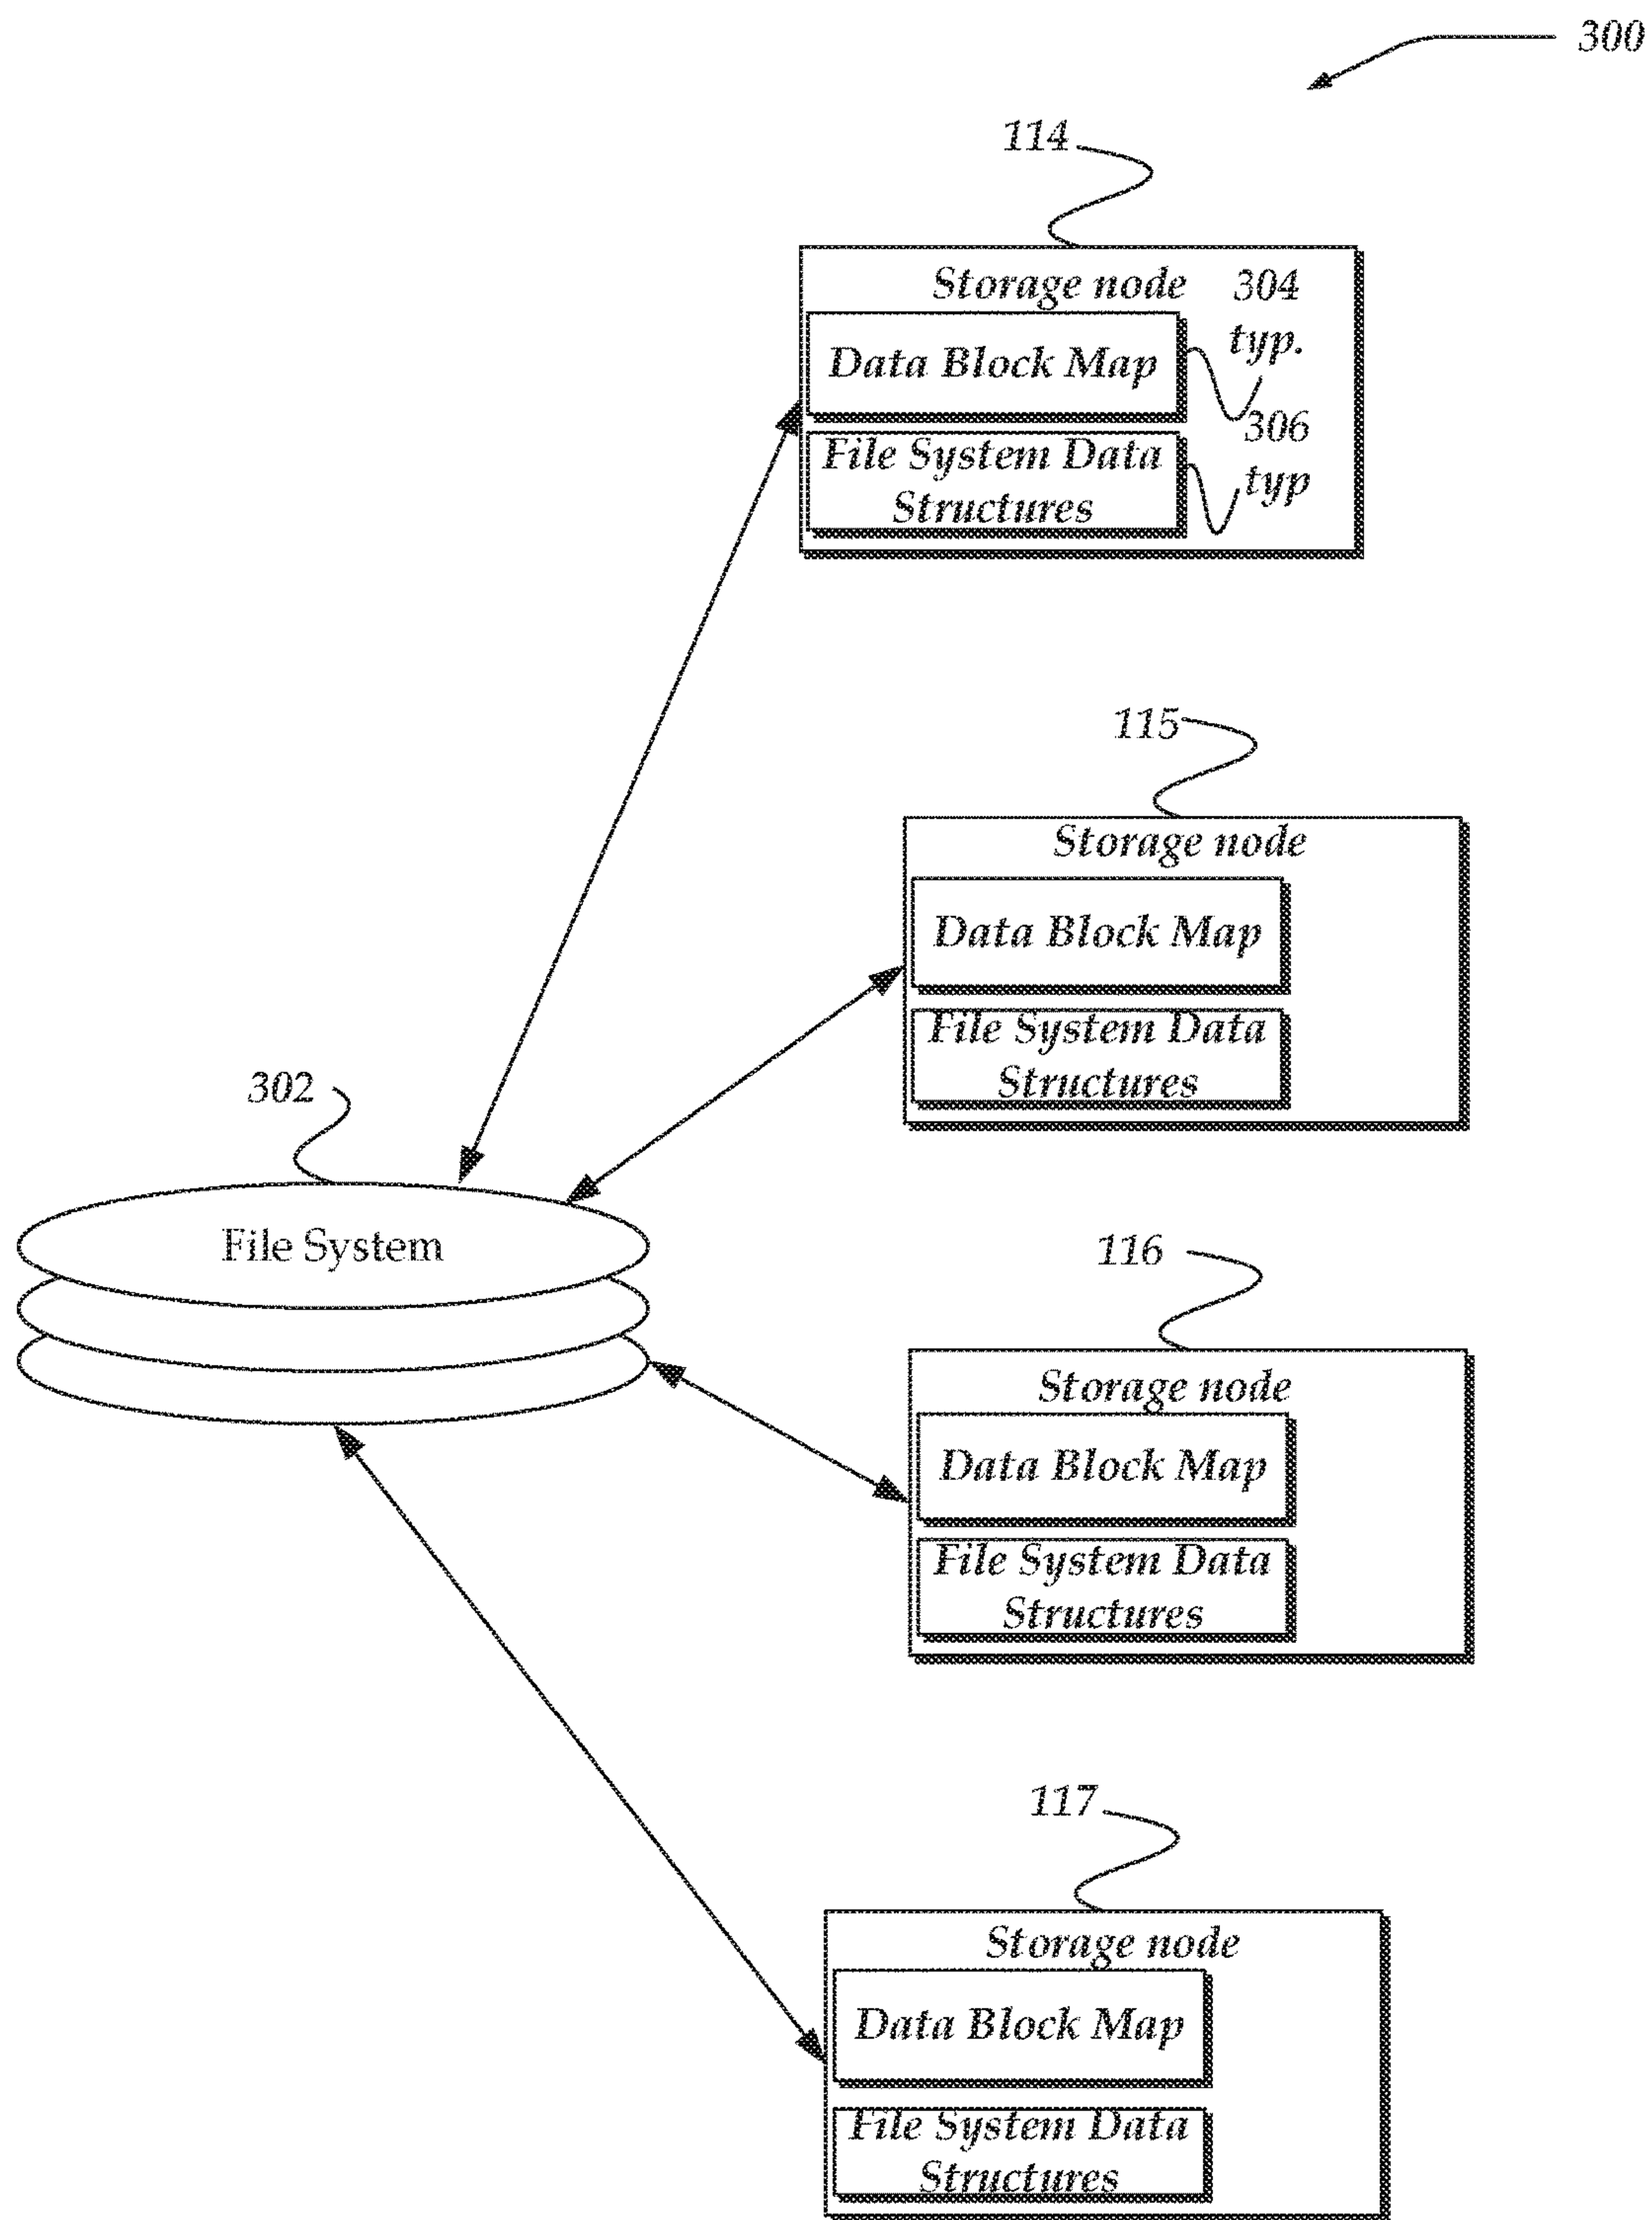 300
114
Storage node
304
typ.
Data Block Map
306
typ
File System Data
Structures
115
Storage node
Data Block Map
File System Data
Structures
302
File System
116
Storage node
Data Block Map
File System Data
Structures
117
Storage node
Data Block Map
File System Data
Structures